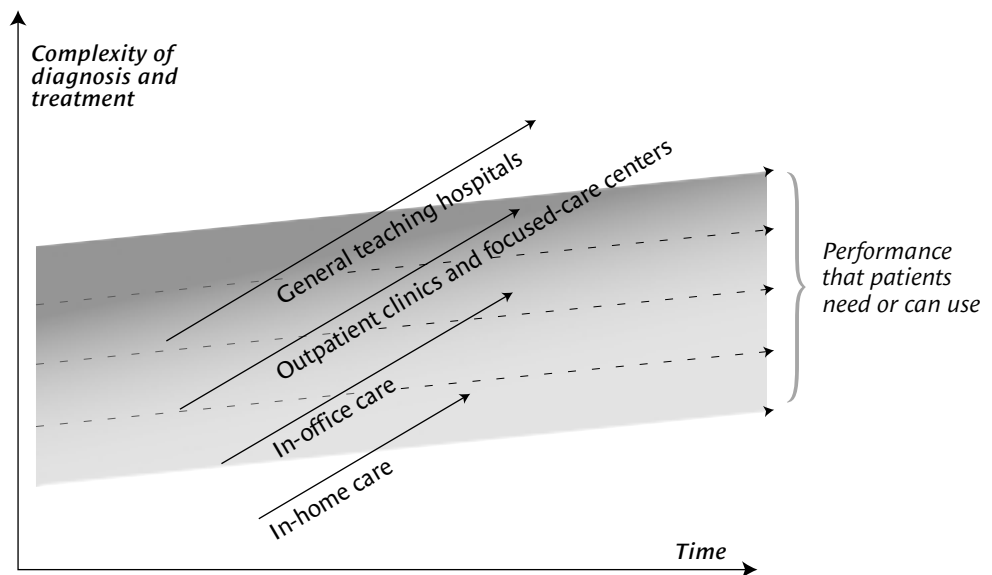 Complexity of
diagnosis and
treatment
General teaching hospitals
Outpatient clinics and focused-care centers
In-office care
In-home care
Performance
that patients
need or can use
Time